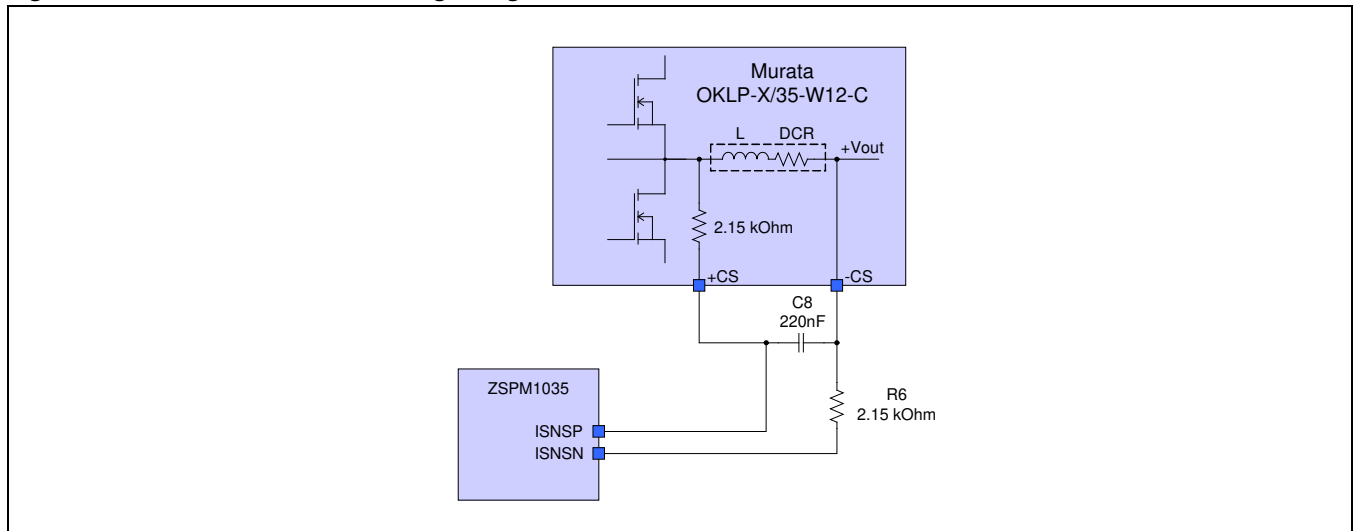 Murata
OKLP-X/35-W12-C
L DCR
+Vout
2.15 kOhm
+CS
-CS
C8
220nF
ZSPM1035
R6
2.15 kOhm
ISNSP
ISNSN